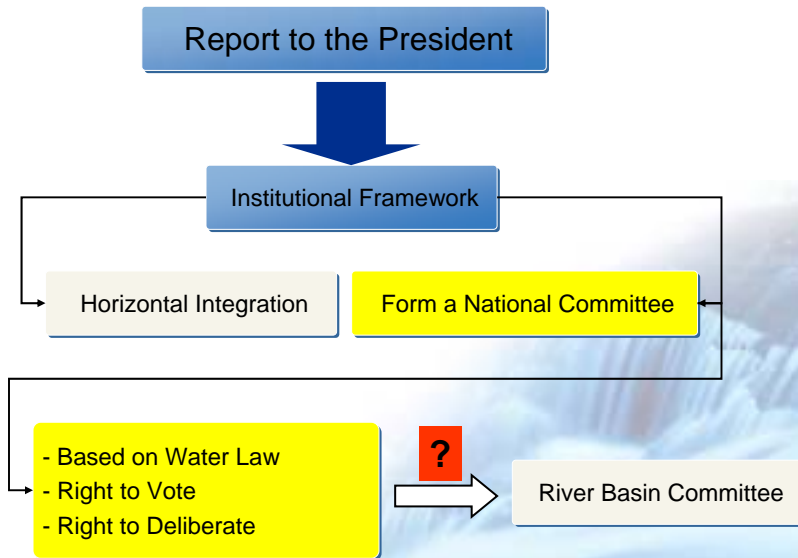 Report to the President
Institutional Framework
Horizontal Integration
Form a National Committee
- Based on Water Law
- Right to Vote
- Right to Deliberate
?
River Basin Committee